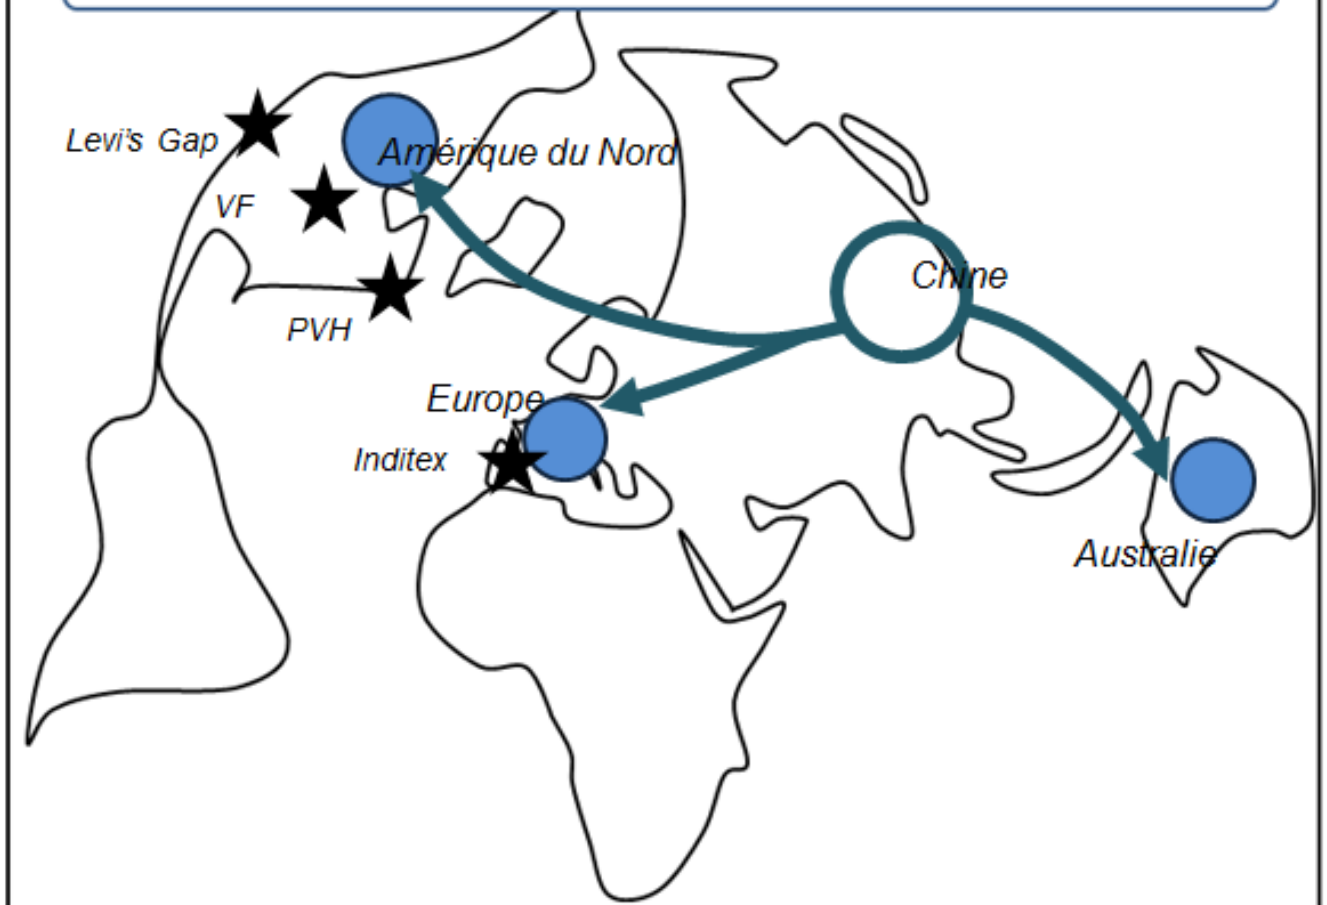 Levi's Gap
Amérique du Nord
VF
Chine
PVH
Europe
Inditex
Australie